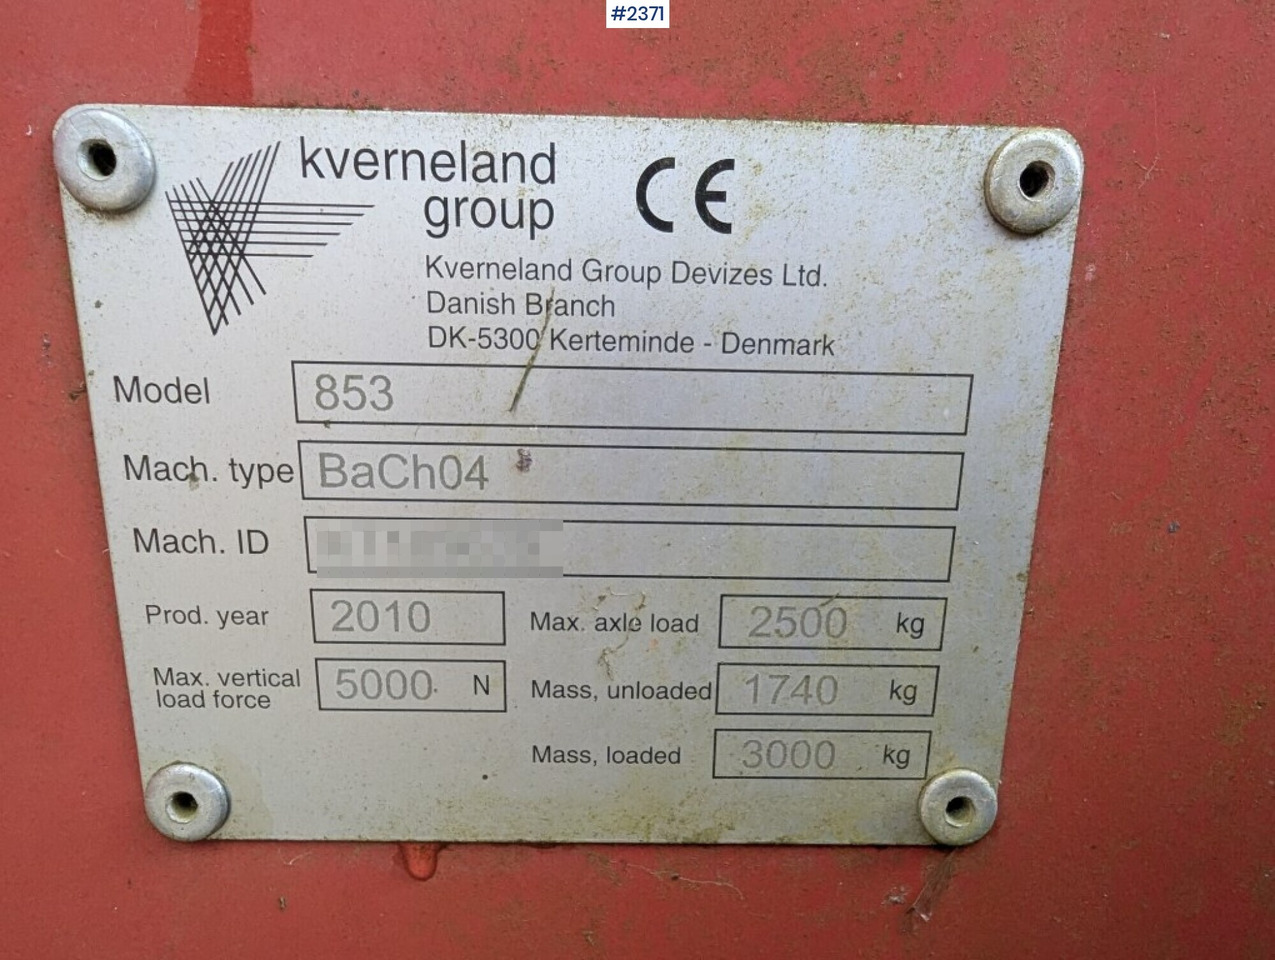 #2371
kverneland
group
CE
Kverneland Group Devizes Ltd.
Danish Branch
DK-5300 Kerteminde - Denmark
Model 853
Mach. type BaCh04
Mach. ID
Prod. year 2010 Max. axle load 2500 kg
Max. vertical
load force 5000 N Mass, unloaded 1740 kg
Mass, loaded 3000 kg